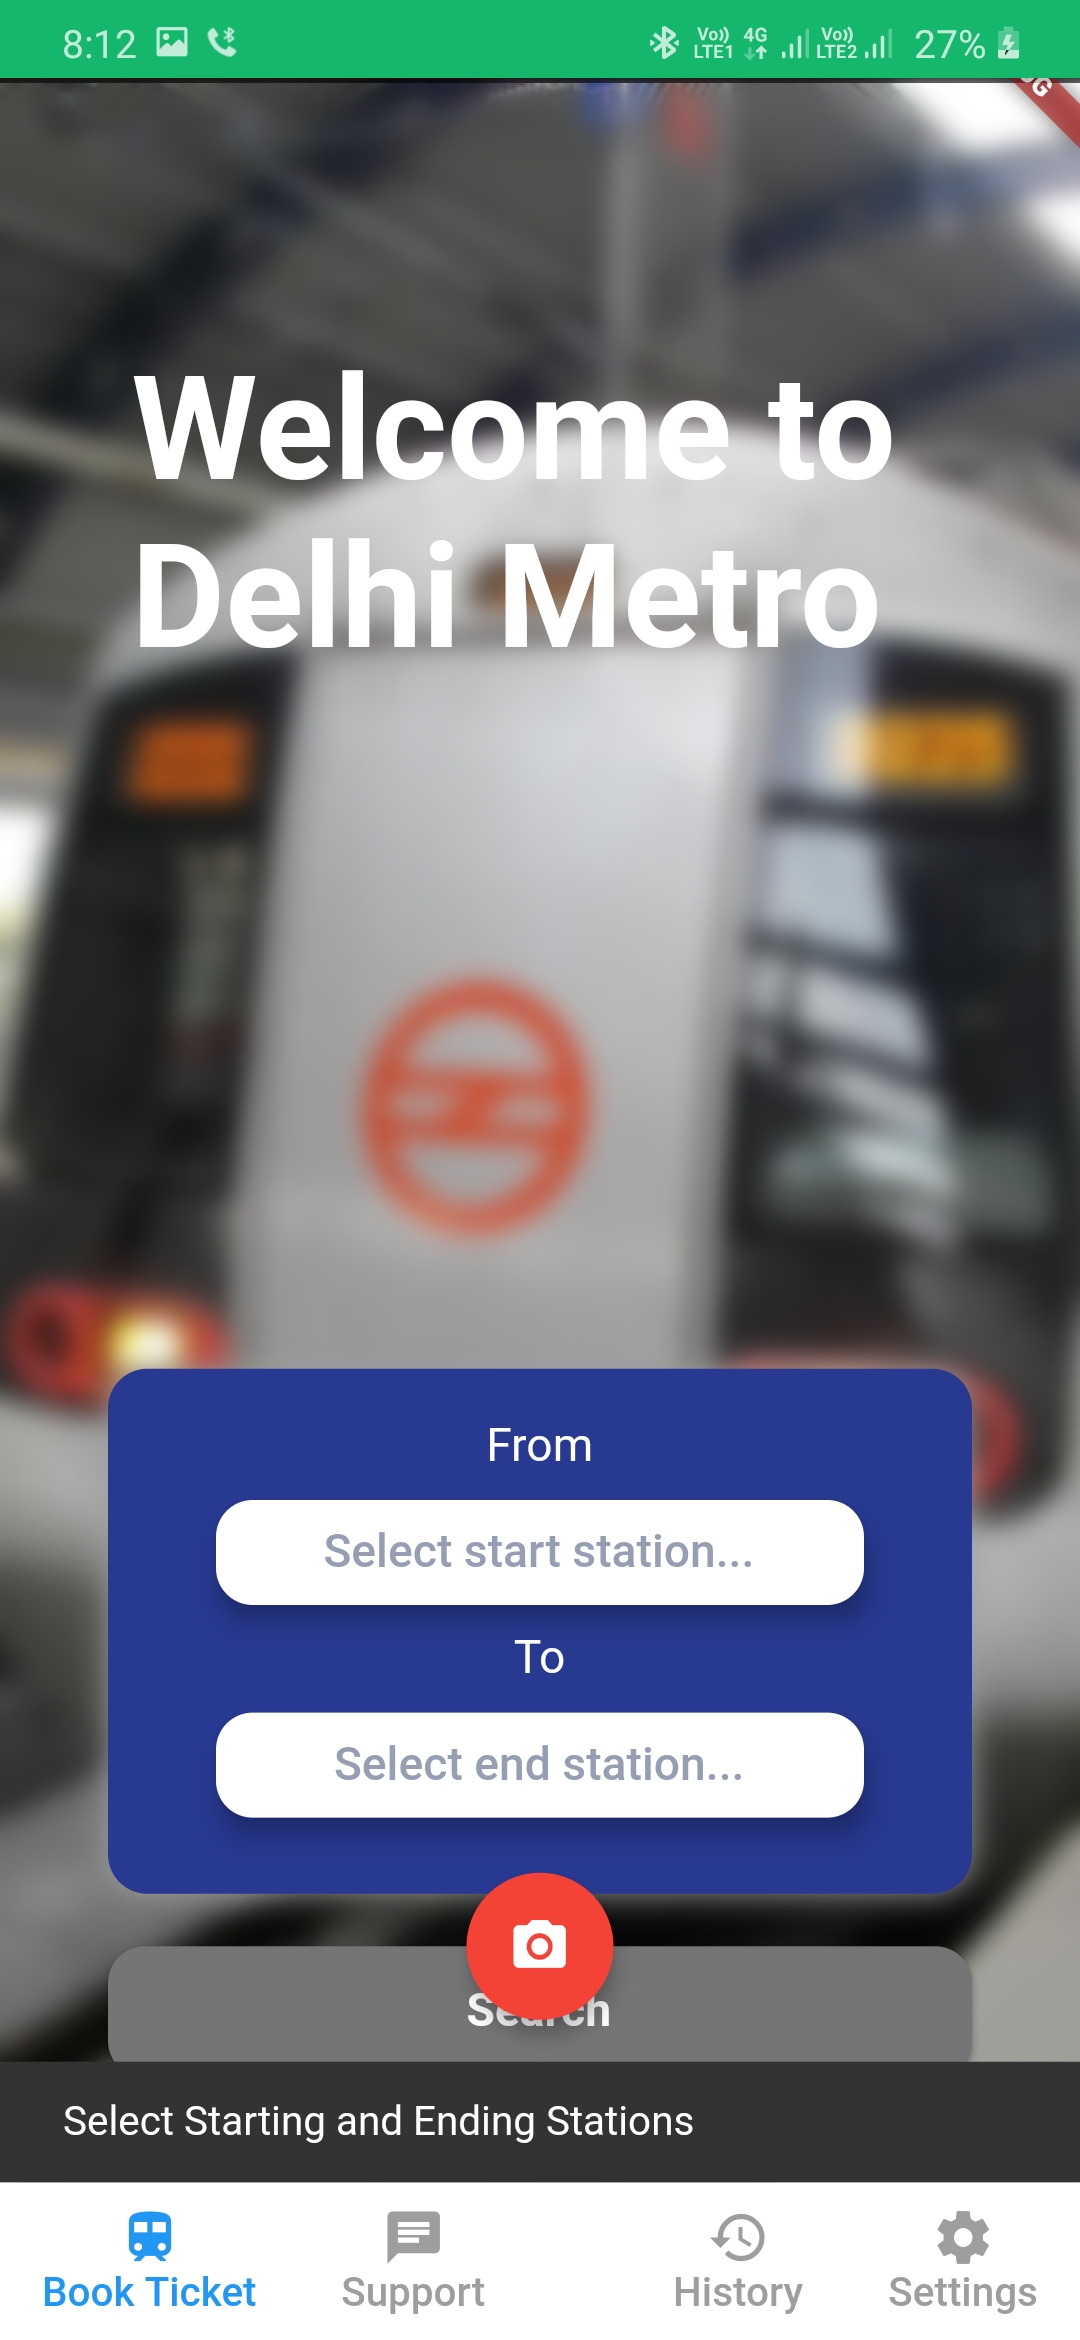 8:12
Vo)) LTE1 4G Vo)) LTE2 27%
Welcome to
Delhi Metro
From
Select start station...
To
Select end station...
Search
Select Starting and Ending Stations
Book Ticket Support History Settings